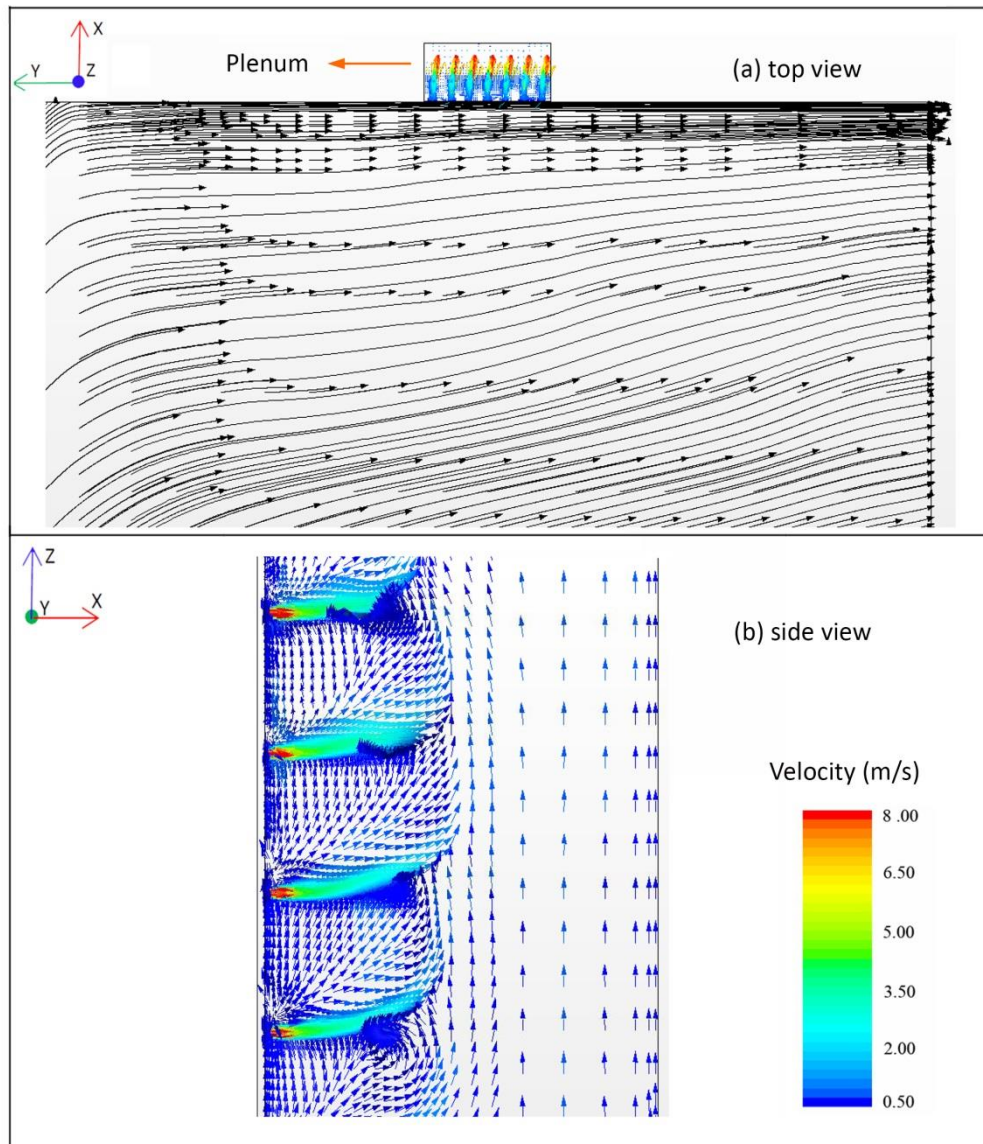 X
Y
Z
Plenum
(a) top view
Z
Y
X
(b) side view
Velocity (m/s)
8 .00
6.50
5.00
3.50
2.00
0.50